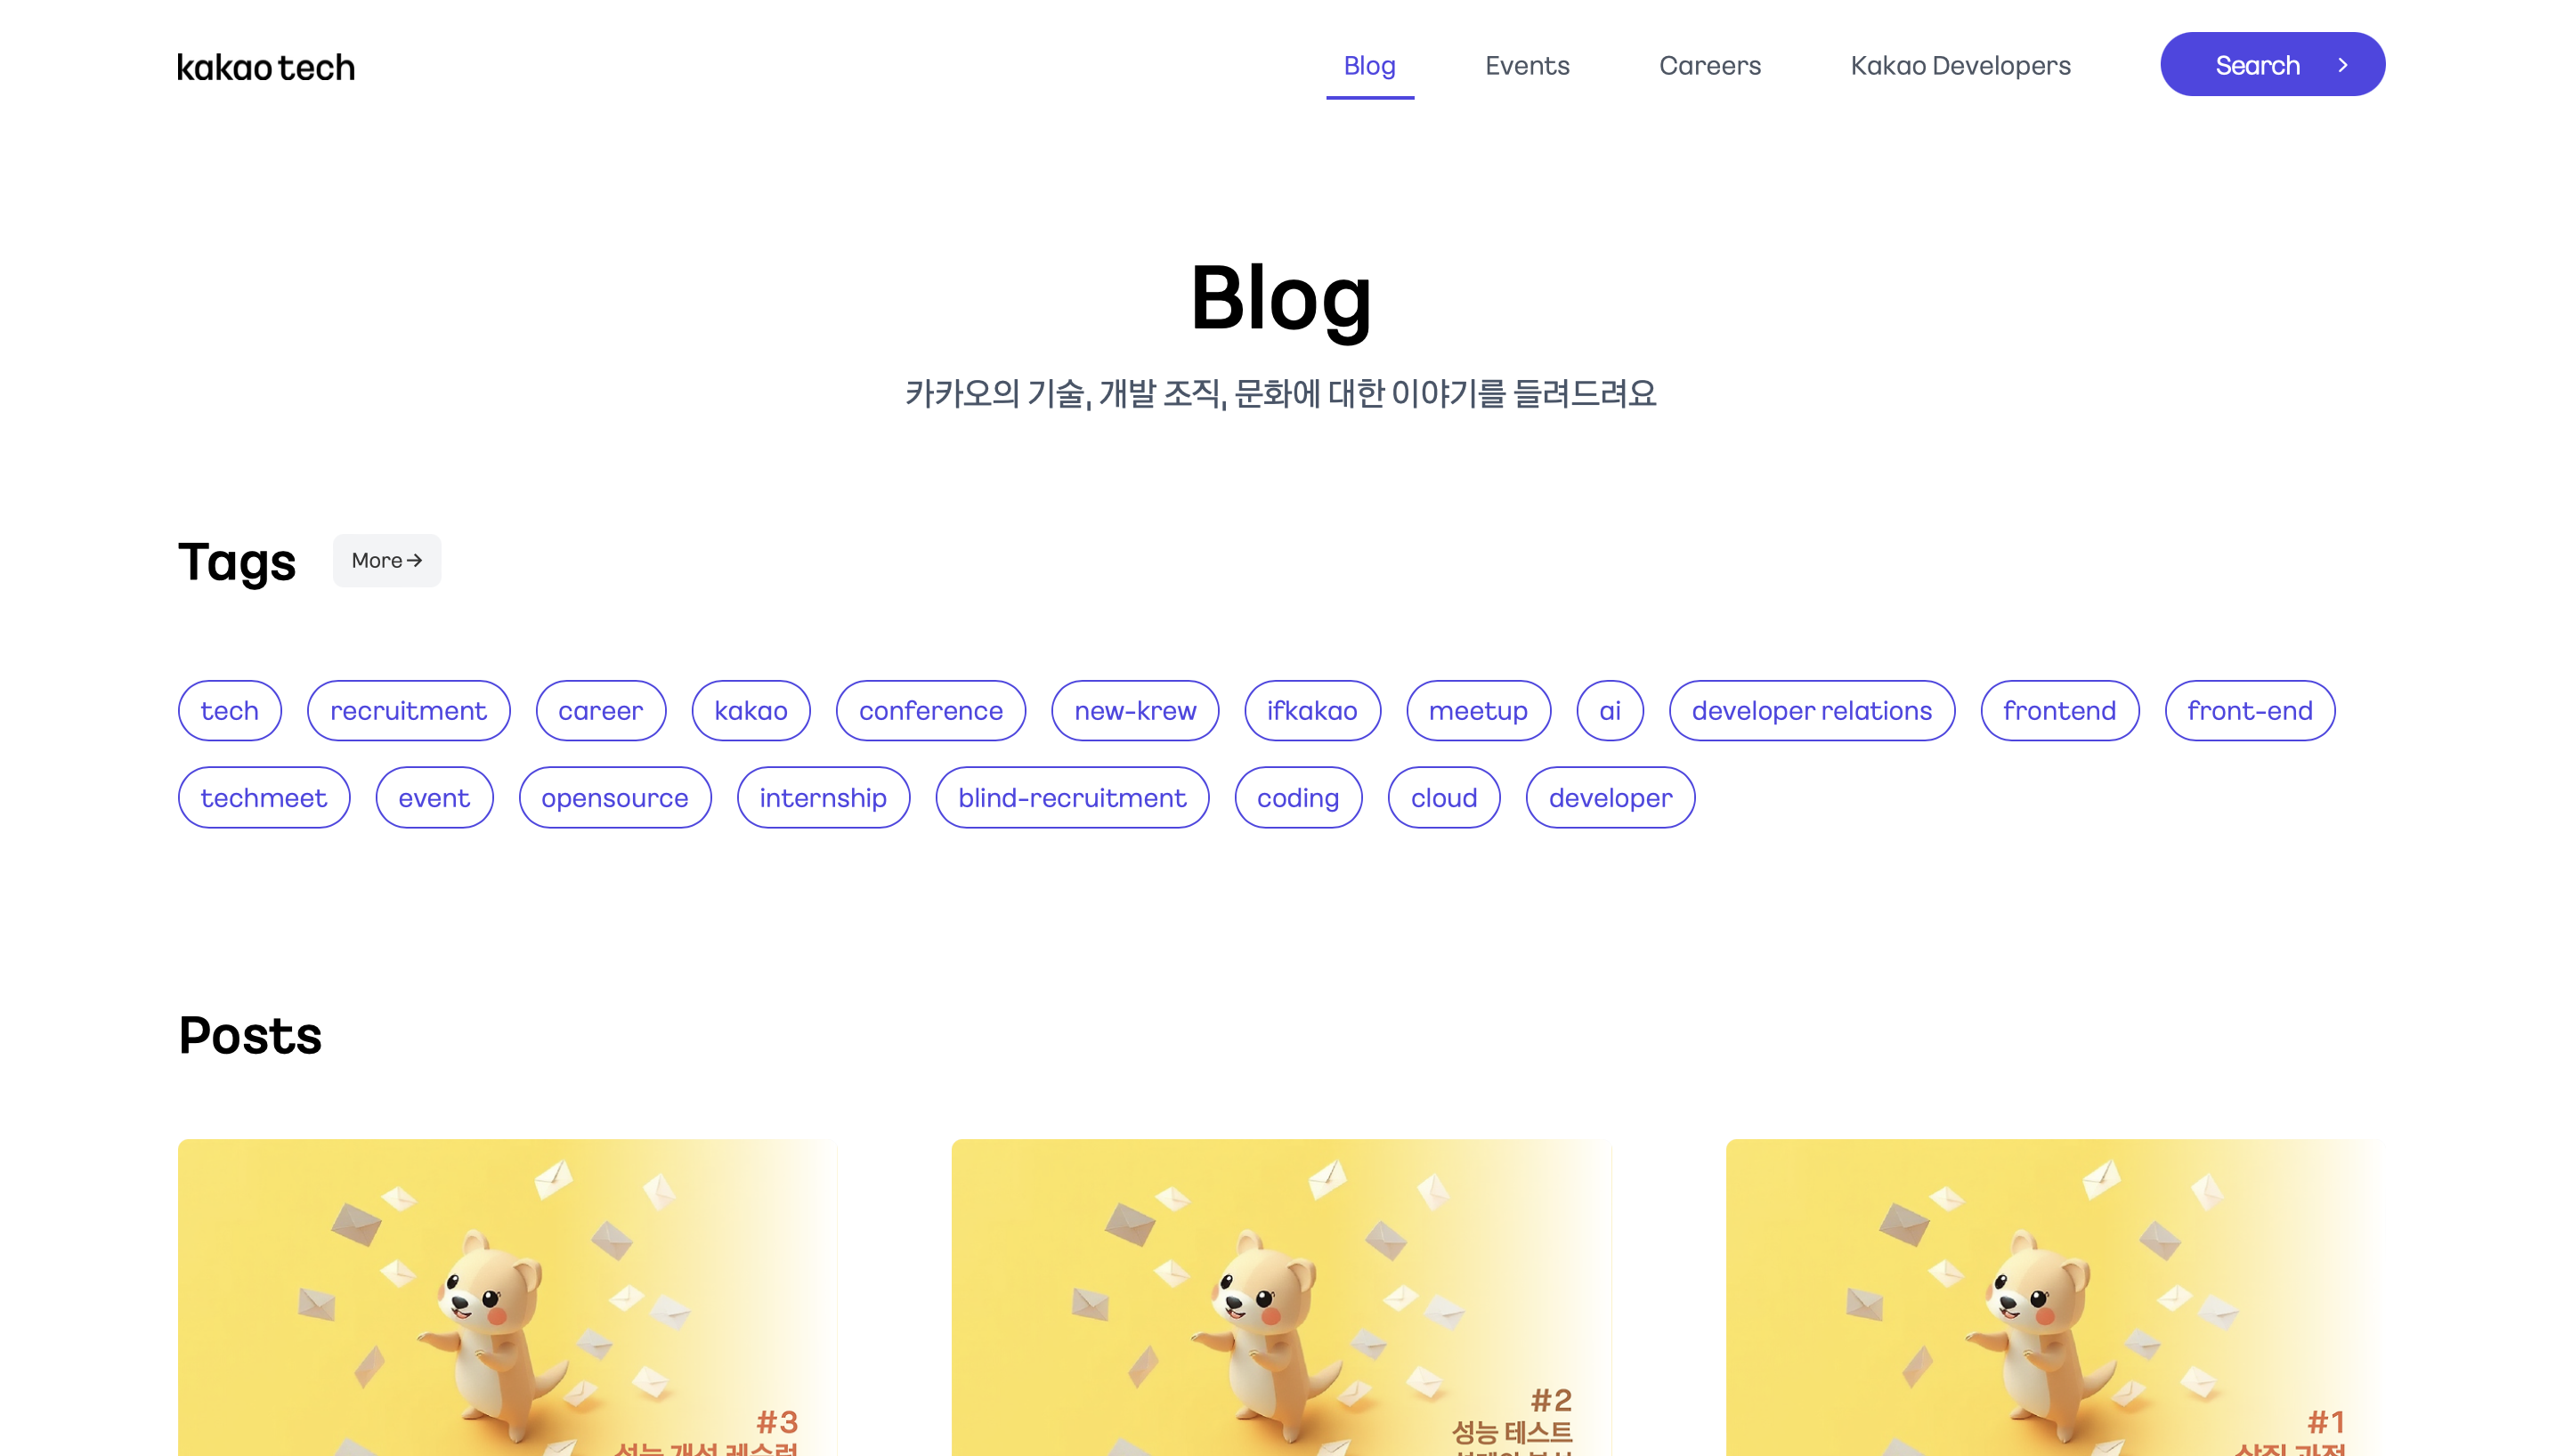 kakao tech
Blog
Events
Careers
Kakao Developers
Search
Blog
카카오의 기술, 개발 조직, 문화에 대한 이야기를 들려드려요
Tags
More →
tech
recruitment
career
kakao
conference
new-krew
ifkakao
meetup
ai
developer relations
frontend
front-end
techmeet
event
opensource
internship
blind-recruitment
coding
cloud
developer
Posts
#3
#2
성능 테스트
#1